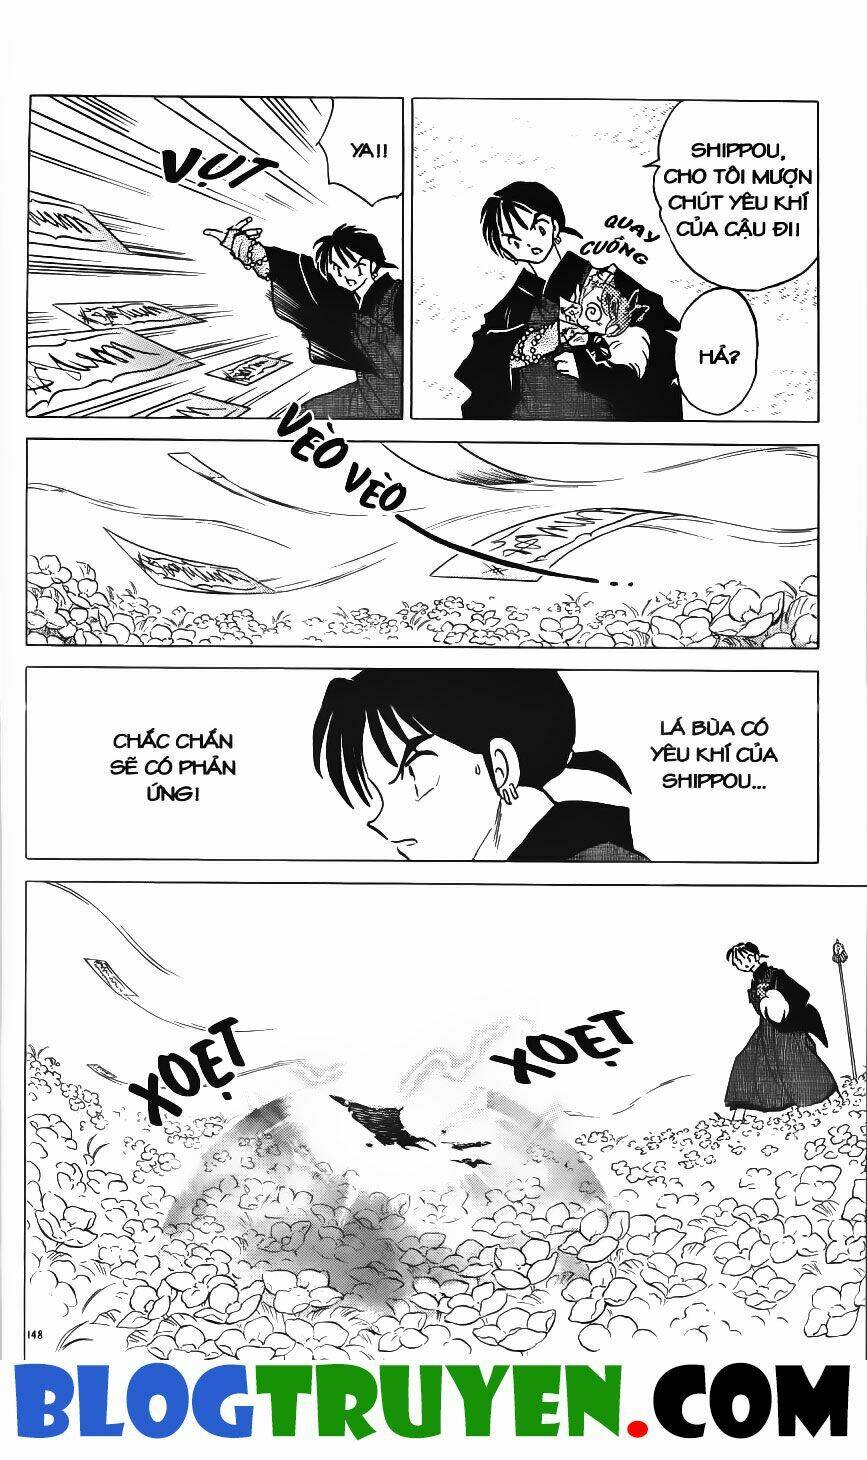 SHIPPOU,
CHO TÔI MƯỢN
CHÚT YÊU KHÍ
CỦA CẬU ĐI!
QUAY
CUỒNG
HẢ?
YA!!
VỤT
VÈO VÈO
LÁ BÙA CÓ
YÊU KHÍ CỦA
SHIPPOU...
CHẮC CHẮN
SẼ CÓ PHẢN
ỨNG!
XOẸT
XOẸT
148
BLOGTRUYEN.COM